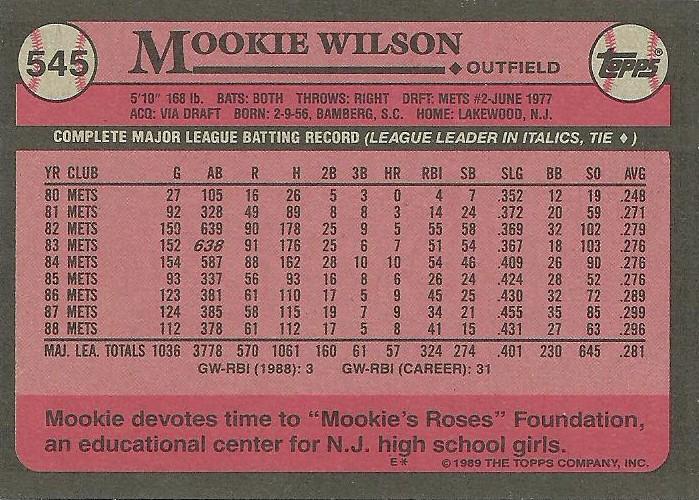 545
MOOKIE WILSON
♦ OUTFIELD
TOPPS®
5'10" 168 lb. BATS: BOTH THROWS: RIGHT DRFT: METS #2-JUNE 1977
ACQ: VIA DRAFT BORN: 2-9-56, BAMBERG, S.C. HOME: LAKEWOOD, N.J.
COMPLETE MAJOR LEAGUE BATTING RECORD (LEAGUE LEADER IN ITALICS, TIE ♦)
YR CLUB G AB R H 2B 3B HR RBI SB SLG BB SO AVG
80 METS 27 105 16 26 5 3 0 4 7 .352 12 19 .248
81 METS 92 328 49 89 8 8 3 14 24 .372 20 59 .271
82 METS 159 639 90 178 25 9 5 55 58 .369 32 102 .279
83 METS 152 638 91 176 25 6 7 51 54 .367 18 103 .276
84 METS 154 587 88 162 28 10 10 54 46 .409 26 90 .276
85 METS 93 337 56 93 16 8 6 26 24 .424 28 52 .276
86 METS 123 381 61 110 17 5 9 45 25 .430 32 72 .289
87 METS 124 385 58 115 19 7 9 34 21 .455 35 85 .299
88 METS 112 378 61 112 17 5 8 41 15 .431 27 63 .296
MAJ. LEA. TOTALS 1036 3778 570 1061 160 61 57 324 274 .401 230 645 .281
GW-RBI (1988): 3 GW-RBI (CAREER): 31
Mookie devotes time to "Mookie's Roses" Foundation,
an educational center for N.J. high school girls.
E* ©1989 THE TOPPS COMPANY, INC.